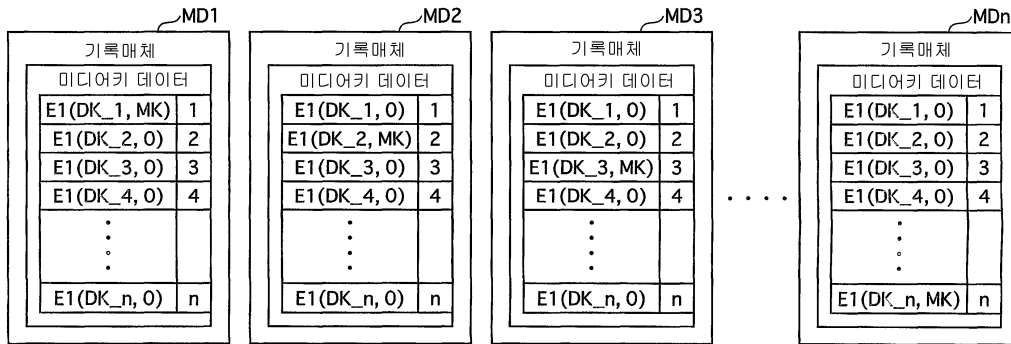 MD1
기록매체
미디어키 데이터
E1(DK_1, MK) 1
E1(DK_2, 0) 2
E1(DK_3, 0) 3
E1(DK_4, 0) 4
E1(DK_n, 0) n
MD2
기록매체
미디어키 데이터
E1(DK_1, 0) 1
E1(DK_2, MK) 2
E1(DK_3, 0) 3
E1(DK_4, 0) 4
E1(DK_n, 0) n
MD3
기록매체
미디어키 데이터
E1(DK_1, 0) 1
E1(DK_2, 0) 2
E1(DK_3, MK) 3
E1(DK_4, 0) 4
E1(DK_n, 0) n
· · · ·
MDn
기록매체
미디어키 데이터
E1(DK_1, 0) 1
E1(DK_2, 0) 2
E1(DK_3, 0) 3
E1(DK_4, 0) 4
E1(DK_n, MK) n